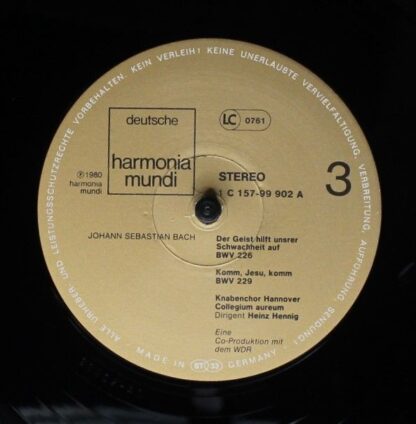 ALLE URHEBER- UND LEISTUNGSSCHUTZRECHTE VORBEHALTEN. KEIN VERLEIH! KEINE UNERLAUBTE VERVIELFÄLTIGUNG, VERBREITUNG, AUFFÜHRUNG, SENDUNG!
deutsche
harmonia
mundi
LC 0761
℗ 1980
harmonia
mundi
STEREO
1 C 157-99 902 A
3
JOHANN SEBASTIAN BACH
Der Geist hilft unsrer
Schwachheit auf
BWV 226
Komm, Jesu, komm
BWV 229
Knabenchor Hannover
Collegium aureum
Dirigent Heinz Hennig
Eine
Co-Produktion mit
dem WDR
MADE IN GERMANY
ST 33